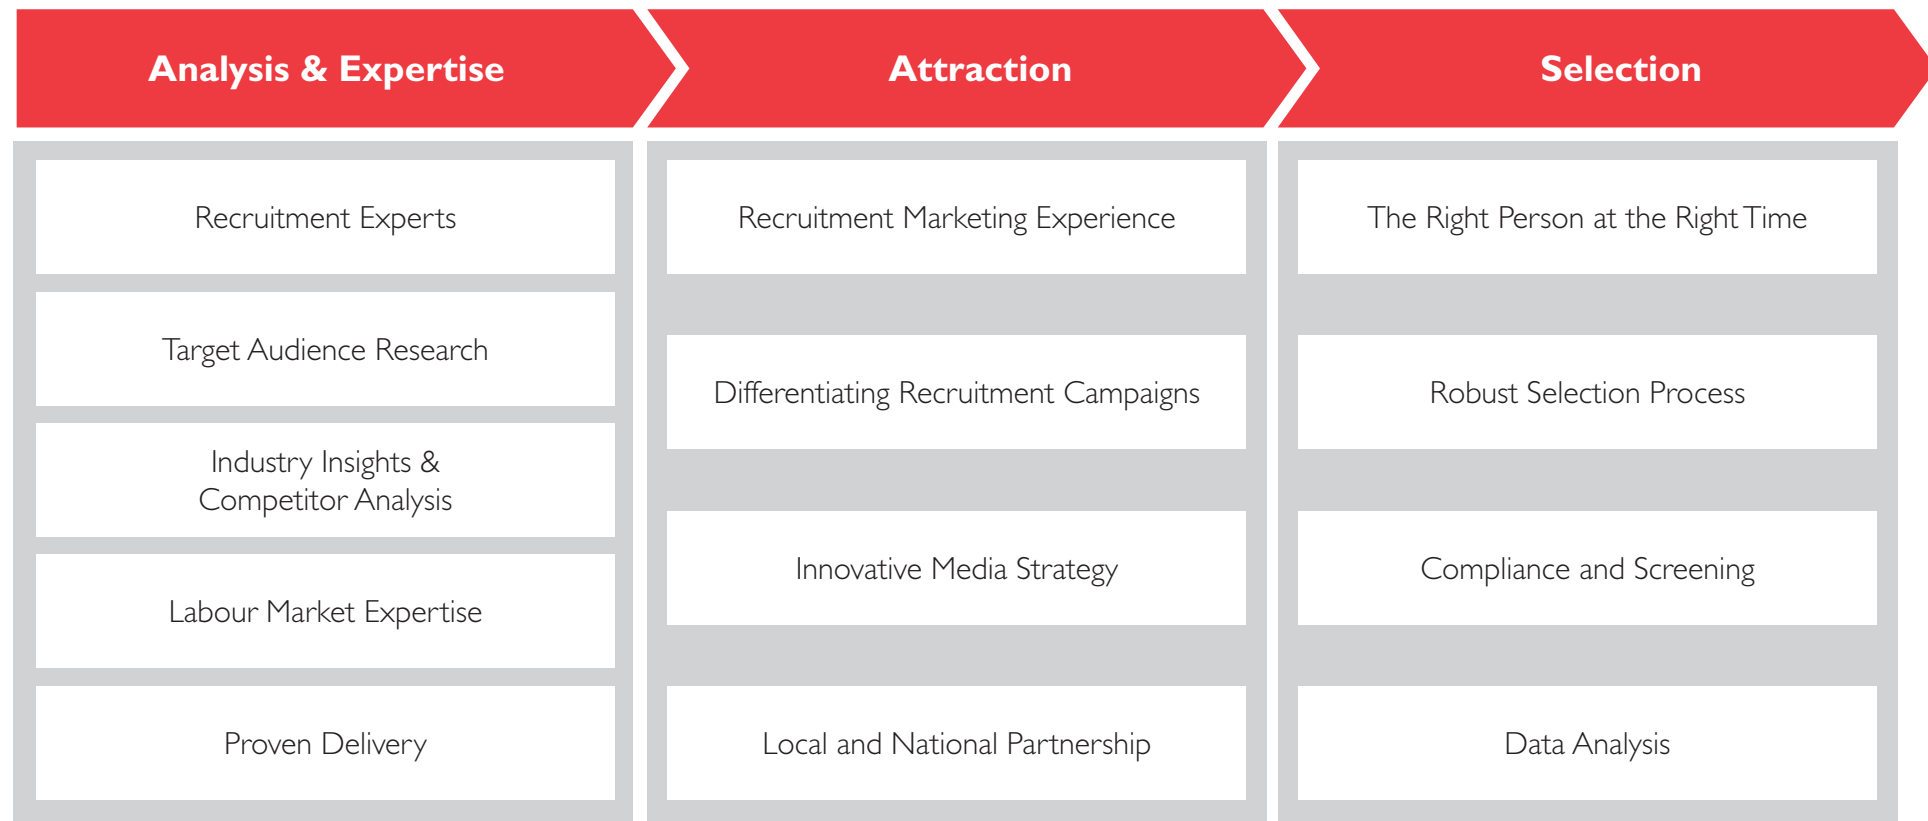 Analysis & Expertise
Attraction
Selection
Recruitment Experts
Target Audience Research
Industry Insights &
Competitor Analysis
Labour Market Expertise
Proven Delivery
Recruitment Marketing Experience
Differentiating Recruitment Campaigns
Innovative Media Strategy
Local and National Partnership
The Right Person at the Right Time
Robust Selection Process
Compliance and Screening
Data Analysis